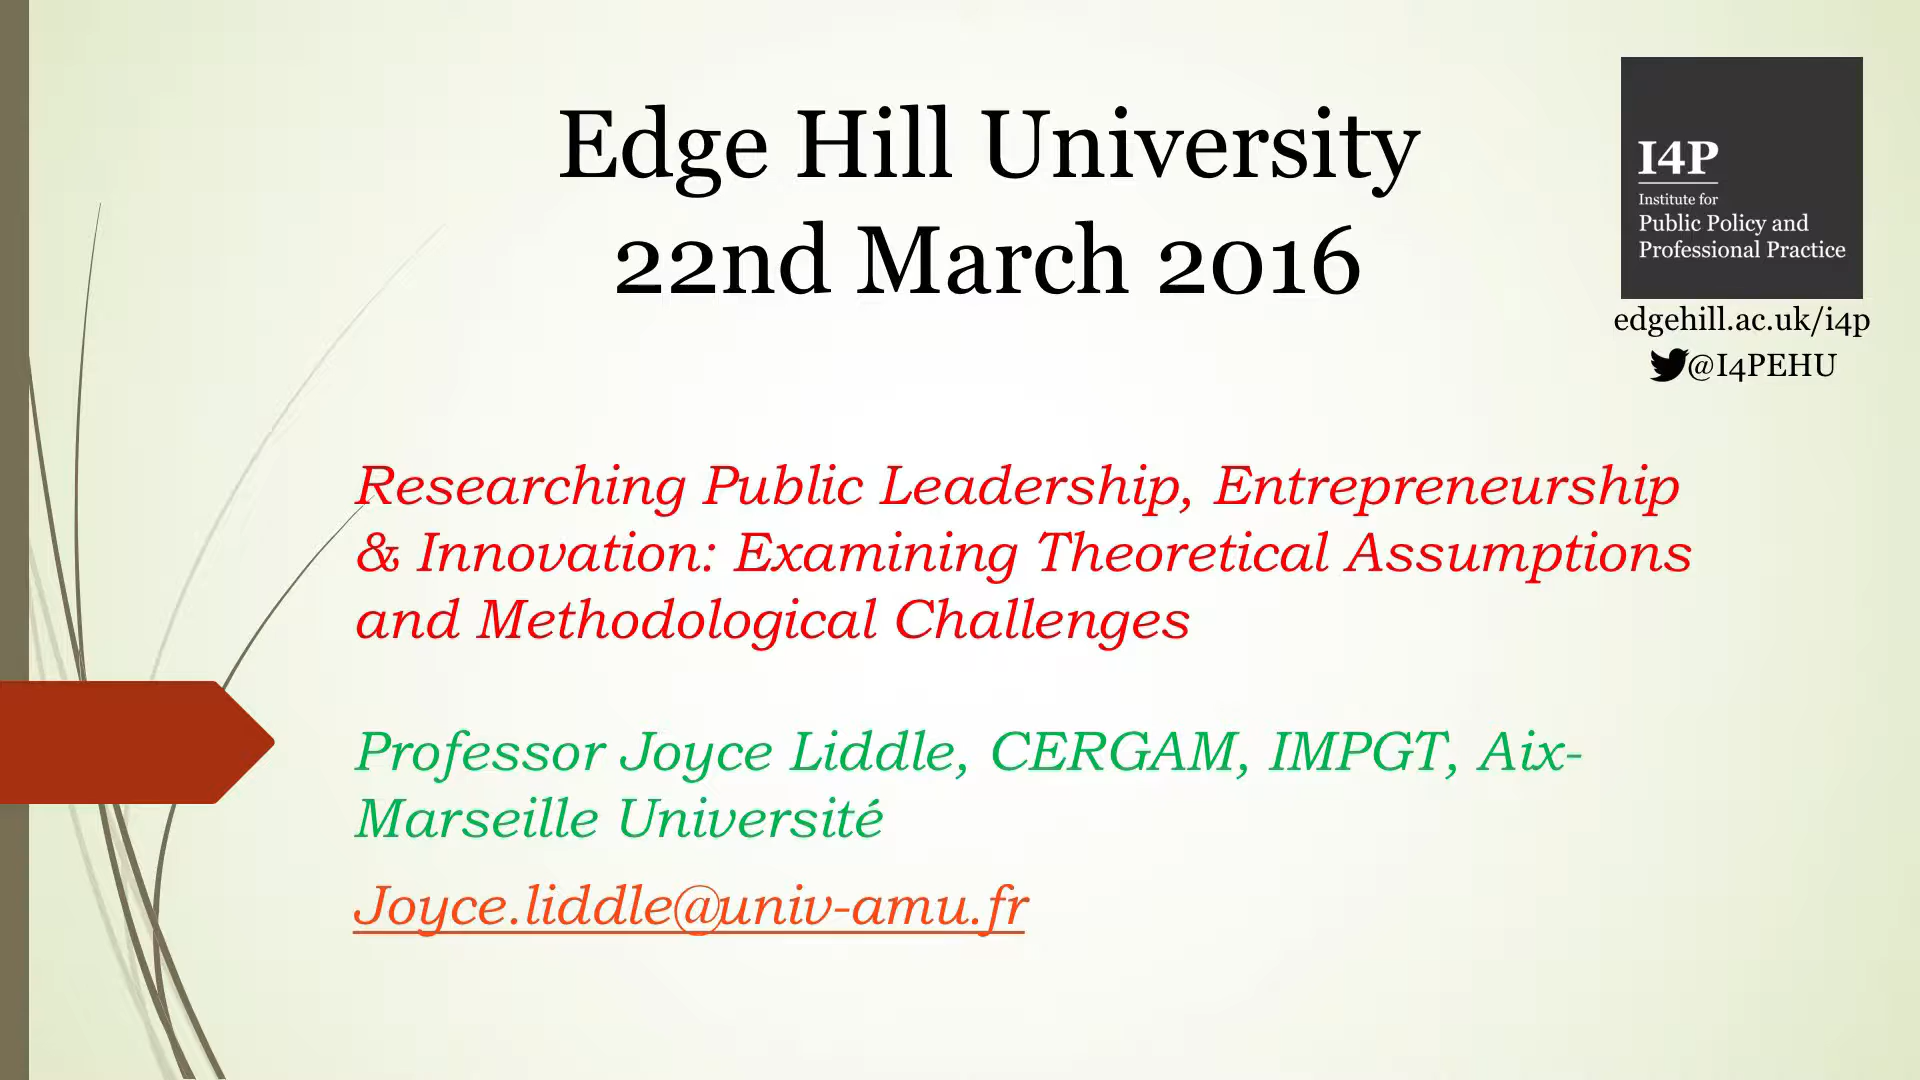 Edge Hill University
22nd March 2016
I4P
Institute for
Public Policy and
Professional Practice
edgehill.ac.uk/i4p
@I4PEHU
Researching Public Leadership, Entrepreneurship
& Innovation: Examining Theoretical Assumptions
and Methodological Challenges
Professor Joyce Liddle, CERGAM, IMPGT, Aix-
Marseille Université
Joyce.liddle@univ-amu.fr